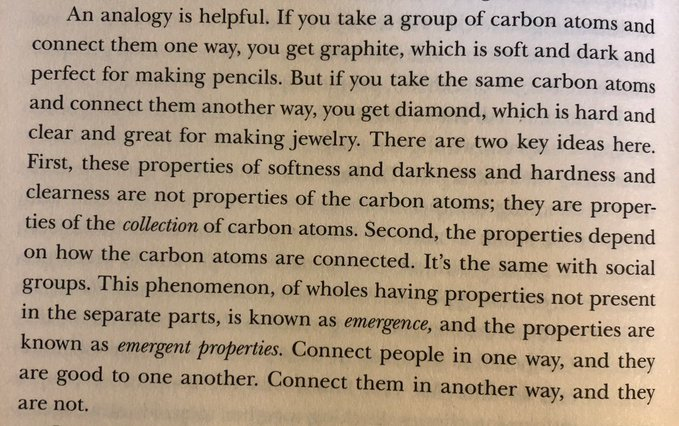 An analogy is helpful. If you take a group of carbon atoms and
connect them one way, you get graphite, which is soft and dark and
perfect for making pencils. But if you take the same carbon atoms
and connect them another way, you get diamond, which is hard and
clear and great for making jewelry. There are two key ideas here.
First, these properties of softness and darkness and hardness and
clearness are not properties of the carbon atoms; they are proper-
ties of the collection of carbon atoms. Second, the properties depend
on how the carbon atoms are connected. It's the same with social
groups. This phenomenon, of wholes having properties not present
in the separate parts, is known as emergence, and the properties are
known as emergent properties. Connect people in one way, and they
are good to one another. Connect them in another way, and they
are not.